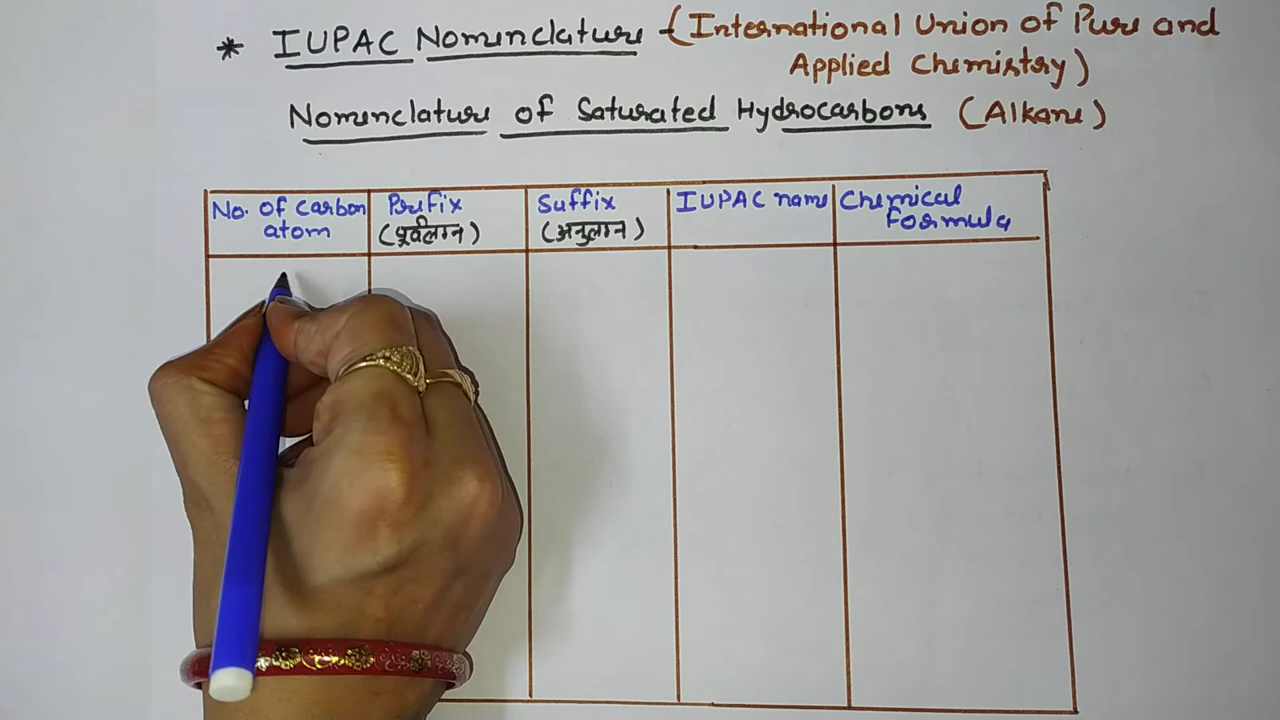 * IUPAC Nomenclature - (International Union of Pure and
Applied Chemistry)
Nomenclature of Saturated Hydrocarbons (Alkane)
No. of Carbon
atom
Prefix
(पूर्वलग्न)
Suffix
(अनुलग्न)
IUPAC name
Chemical
formula